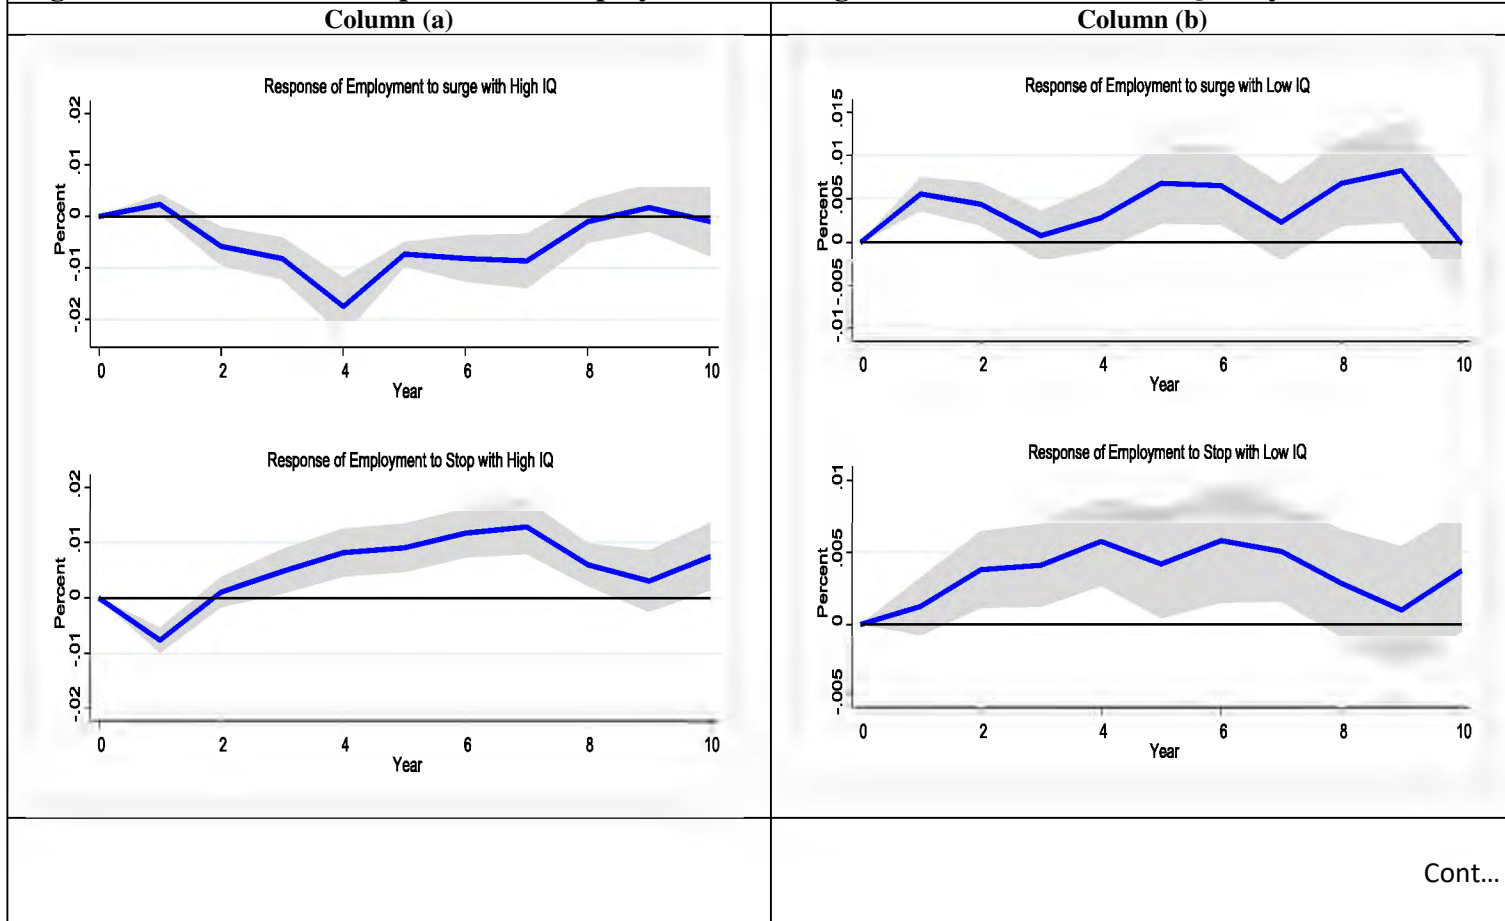 Column (a)
Column (b)
Response of Employment to surge with High IQ
.02
.01
0
-.01
-.02
Percent
0 2 4 6 8 10
Year
Response of Employment to surge with Low IQ
.015
.01
.005
0
-.005
-.01
Percent
0 2 4 6 8 10
Year
Response of Employment to Stop with High IQ
.02
.01
0
-.01
-.02
Percent
0 2 4 6 8 10
Year
Response of Employment to Stop with Low IQ
.01
.005
0
-.005
Percent
0 2 4 6 8 10
Year
Cont...